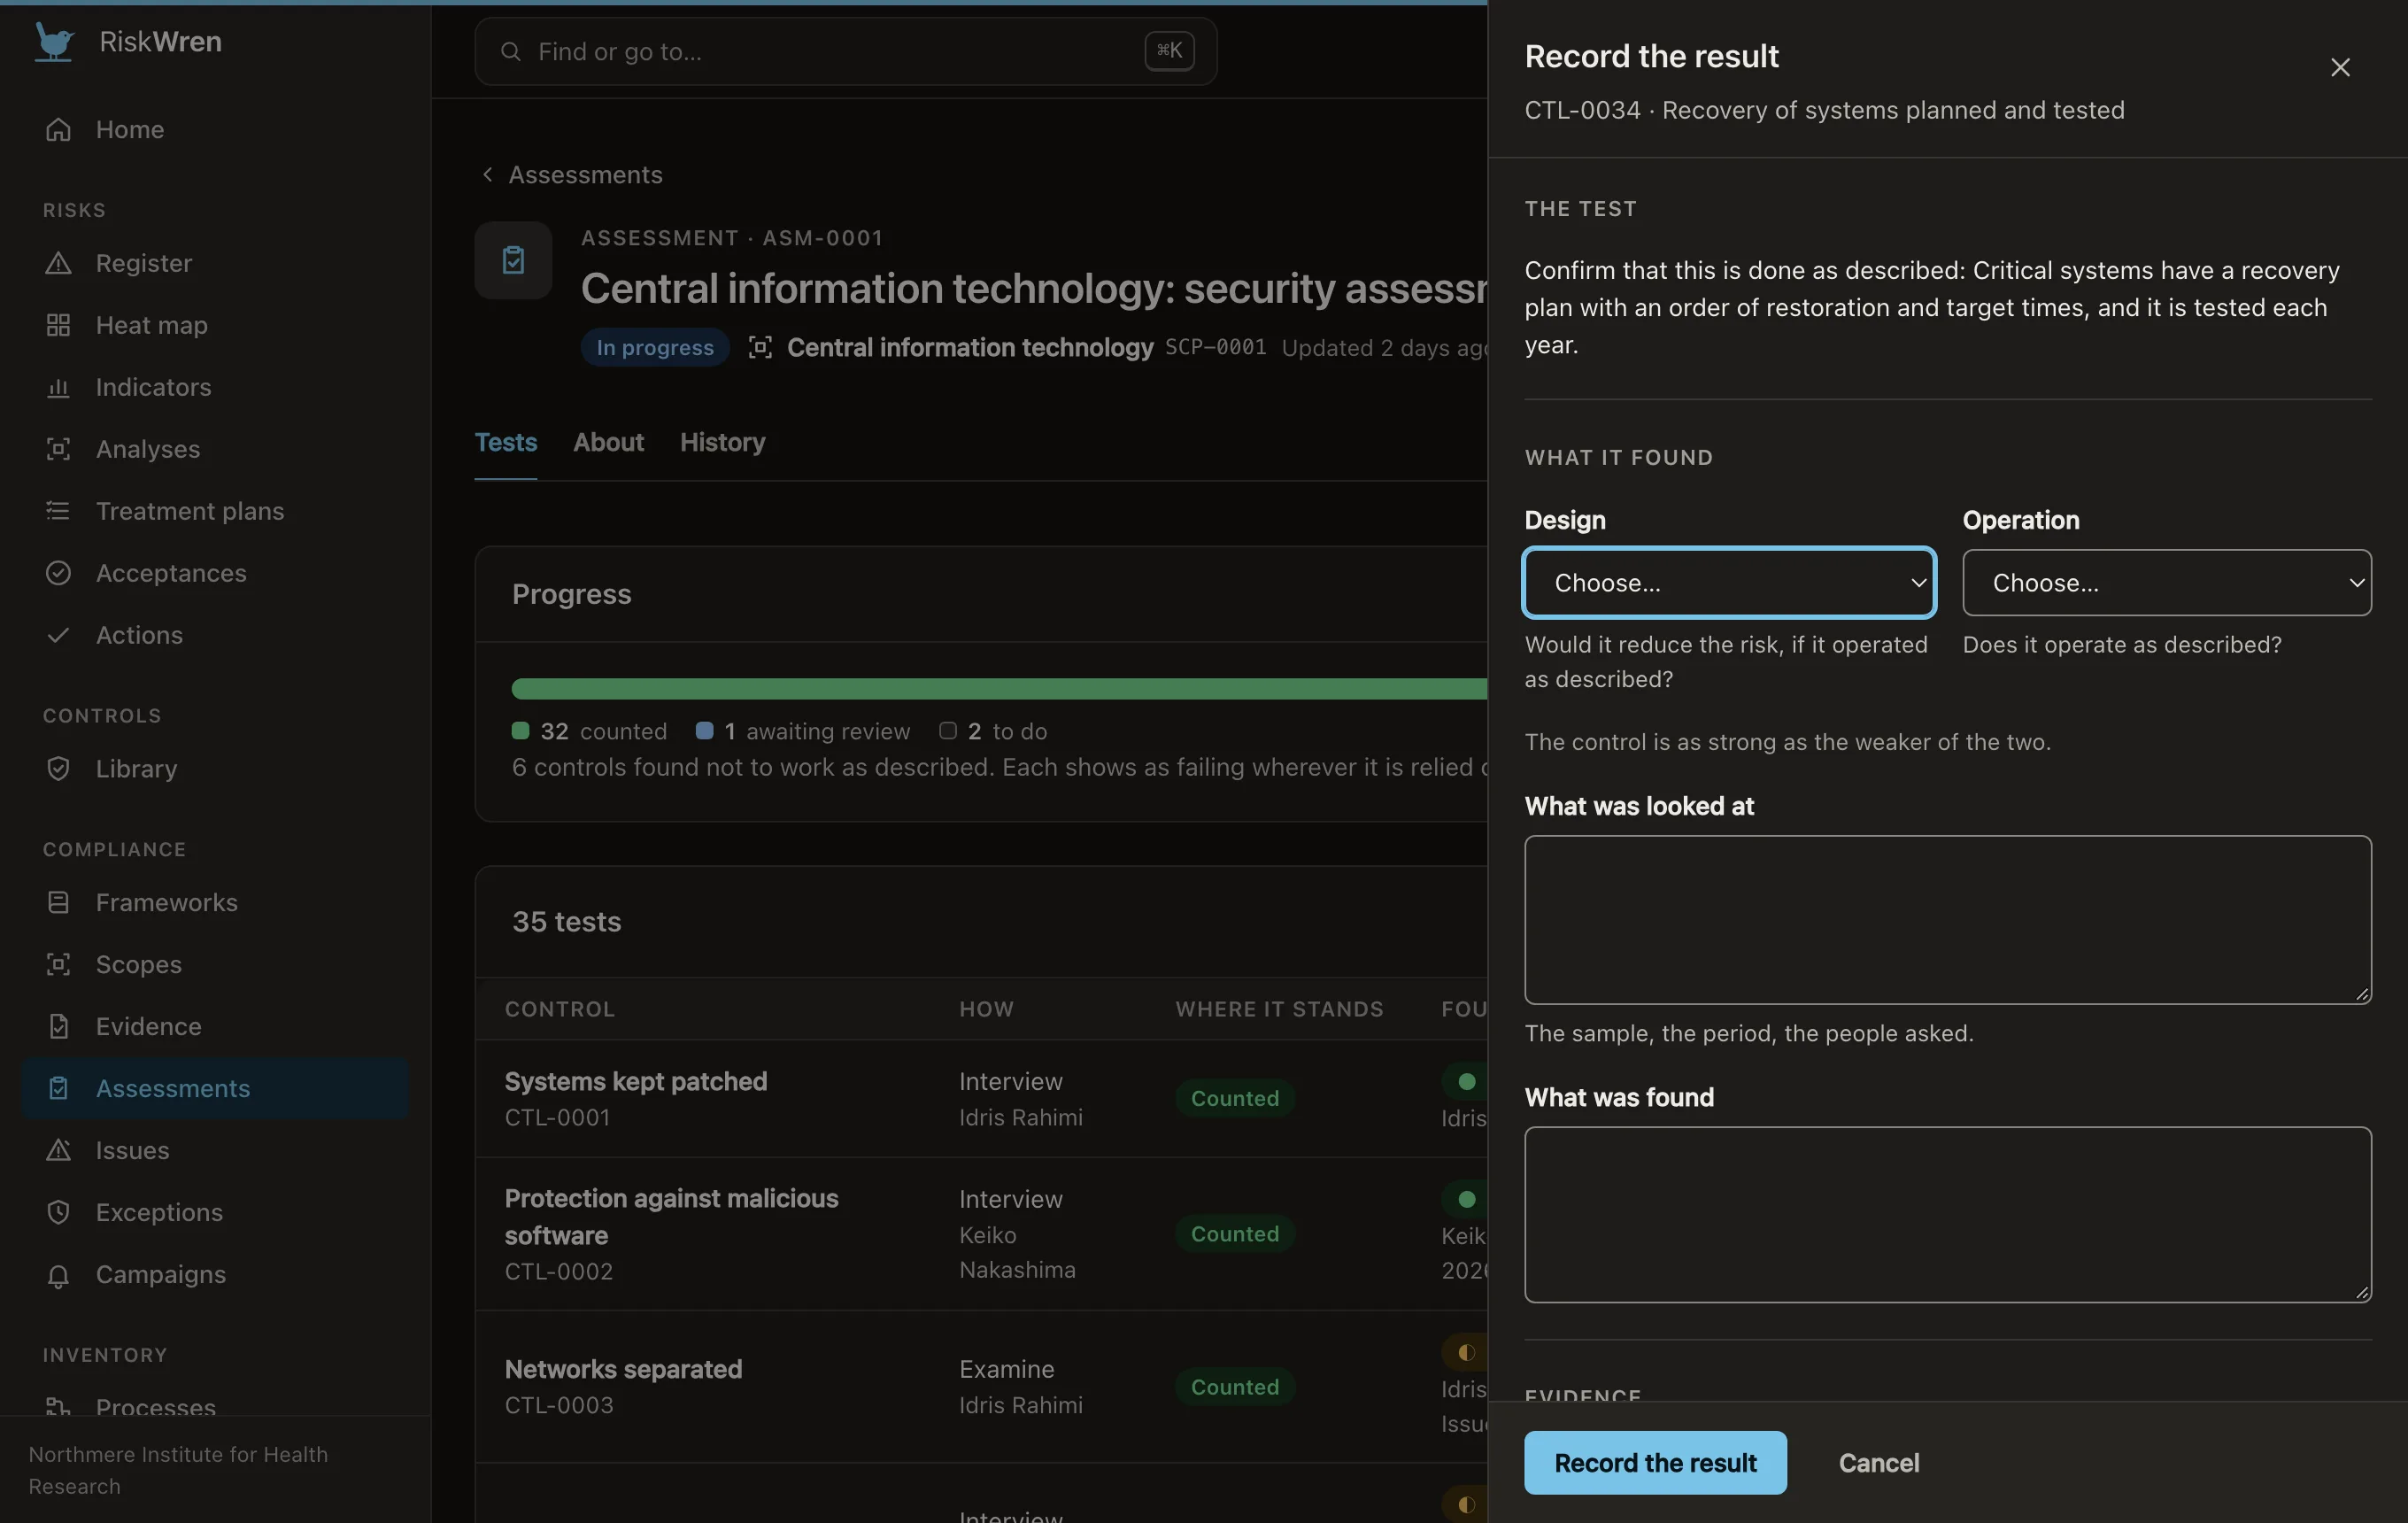 RiskWren
Home
RISKS
Register
Heat map
Indicators
Analyses
Treatment plans
Acceptances
Actions
CONTROLS
Library
COMPLIANCE
Frameworks
Scopes
Evidence
Assessments
Issues
Exceptions
Campaigns
INVENTORY
Processes
Northmere Institute for Health
Research
Find or go to...
⌘K
Assessments
ASSESSMENT · ASM-0001
Central information technology: security assessm
In progress Central information technology SCP-0001 Updated 2 days ago
Tests About History
Progress
32 counted 1 awaiting review 2 to do
6 controls found not to work as described. Each shows as failing wherever it is relied
35 tests
CONTROL HOW WHERE IT STANDS FOU
Systems kept patched
CTL-0001
Interview
Idris Rahimi
Counted
Idris
Protection against malicious
software
CTL-0002
Interview
Keiko
Nakashima
Counted
Keik
202
Networks separated
CTL-0003
Examine
Idris Rahimi
Counted
Idris
Issue
Interview
Record the result
CTL-0034 · Recovery of systems planned and tested
THE TEST
Confirm that this is done as described: Critical systems have a recovery
plan with an order of restoration and target times, and it is tested each
year.
WHAT IT FOUND
Design
Choose...
Would it reduce the risk, if it operated
as described?
Operation
Choose...
Does it operate as described?
The control is as strong as the weaker of the two.
What was looked at
The sample, the period, the people asked.
What was found
EVIDENCE
Record the result
Cancel